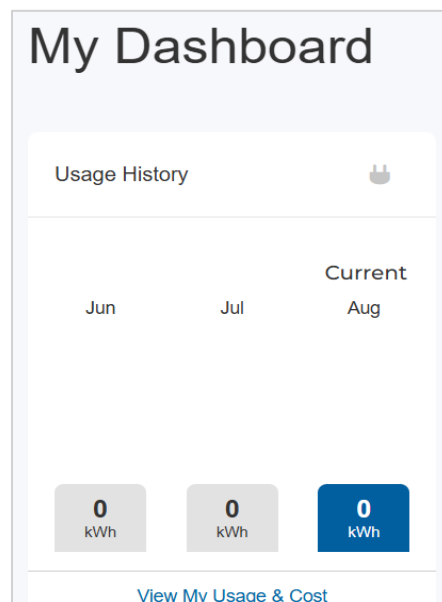 My Dashboard
Usage History
Current
Jun Jul Aug
0 0 0
kWh kWh kWh
View My Usage & Cost